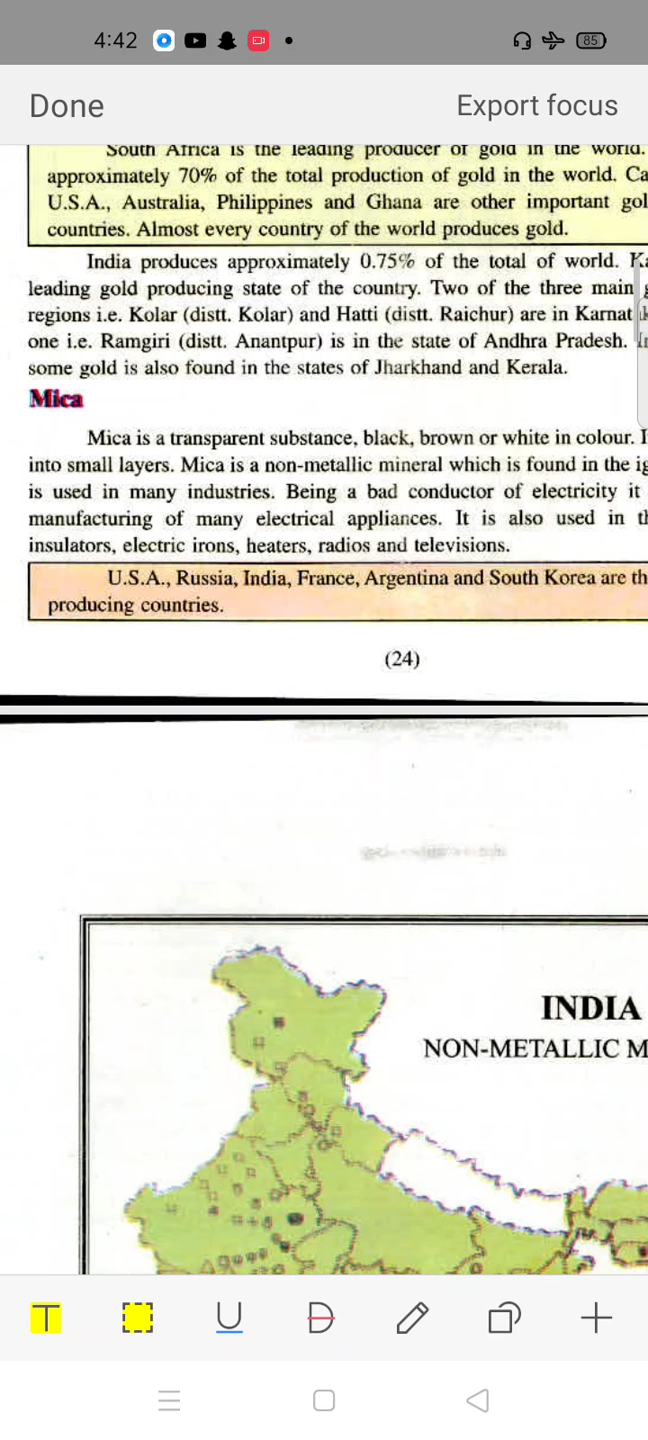 4:42
85
Done
Export focus
South Africa is the leading producer of gold in the world.
approximately 70% of the total production of gold in the world. Ca
U.S.A., Australia, Philippines and Ghana are other important gol
countries. Almost every country of the world produces gold.
India produces approximately 0.75% of the total of world. Ka
leading gold producing state of the country. Two of the three main g
regions i.e. Kolar (distt. Kolar) and Hatti (distt. Raichur) are in Karnat
one i.e. Ramgiri (distt. Anantpur) is in the state of Andhra Pradesh. In
some gold is also found in the states of Jharkhand and Kerala.
Mica
Mica is a transparent substance, black, brown or white in colour. I
into small layers. Mica is a non-metallic mineral which is found in the ig
is used in many industries. Being a bad conductor of electricity it
manufacturing of many electrical appliances. It is also used in th
insulators, electric irons, heaters, radios and televisions.
U.S.A., Russia, India, France, Argentina and South Korea are th
producing countries.
(24)
INDIA
NON-METALLIC M